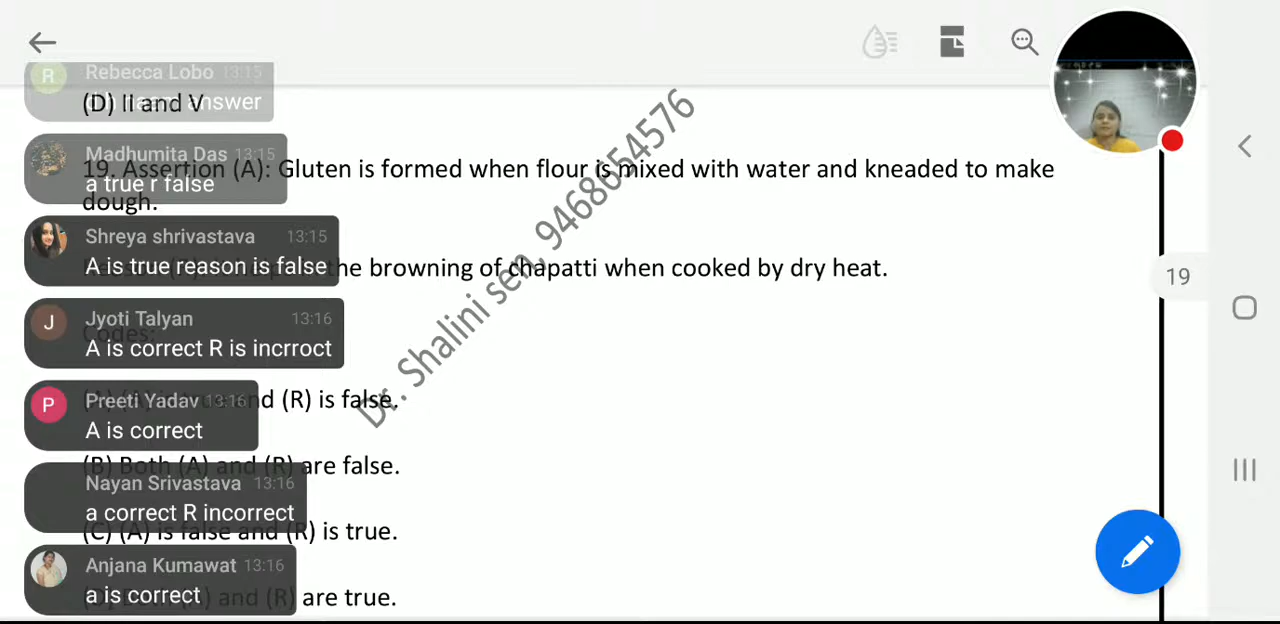 Rebecca Lobo 13:15
answer
(D) II and V
Madhumita Das 13:15
a true r false
19. Assertion (A): Gluten is formed when flour is mixed with water and kneaded to make
dough.
Shreya shrivastava 13:15
A is true reason is false
the browning of chapatti when cooked by dry heat.
Jyoti Talyan 13:16
A is correct R is incrroct
Codes:
Preeti Yadav 13:16
A is correct
and (R) is false.
(B) Both (A) and (R) are false.
Nayan Srivastava 13:16
a correct R incorrect
(C) (A) is false and (R) is true.
Anjana Kumawat 13:16
a is correct
and (R) are true.
Dr. Shalini sen, 9468654576
19
R
J
P